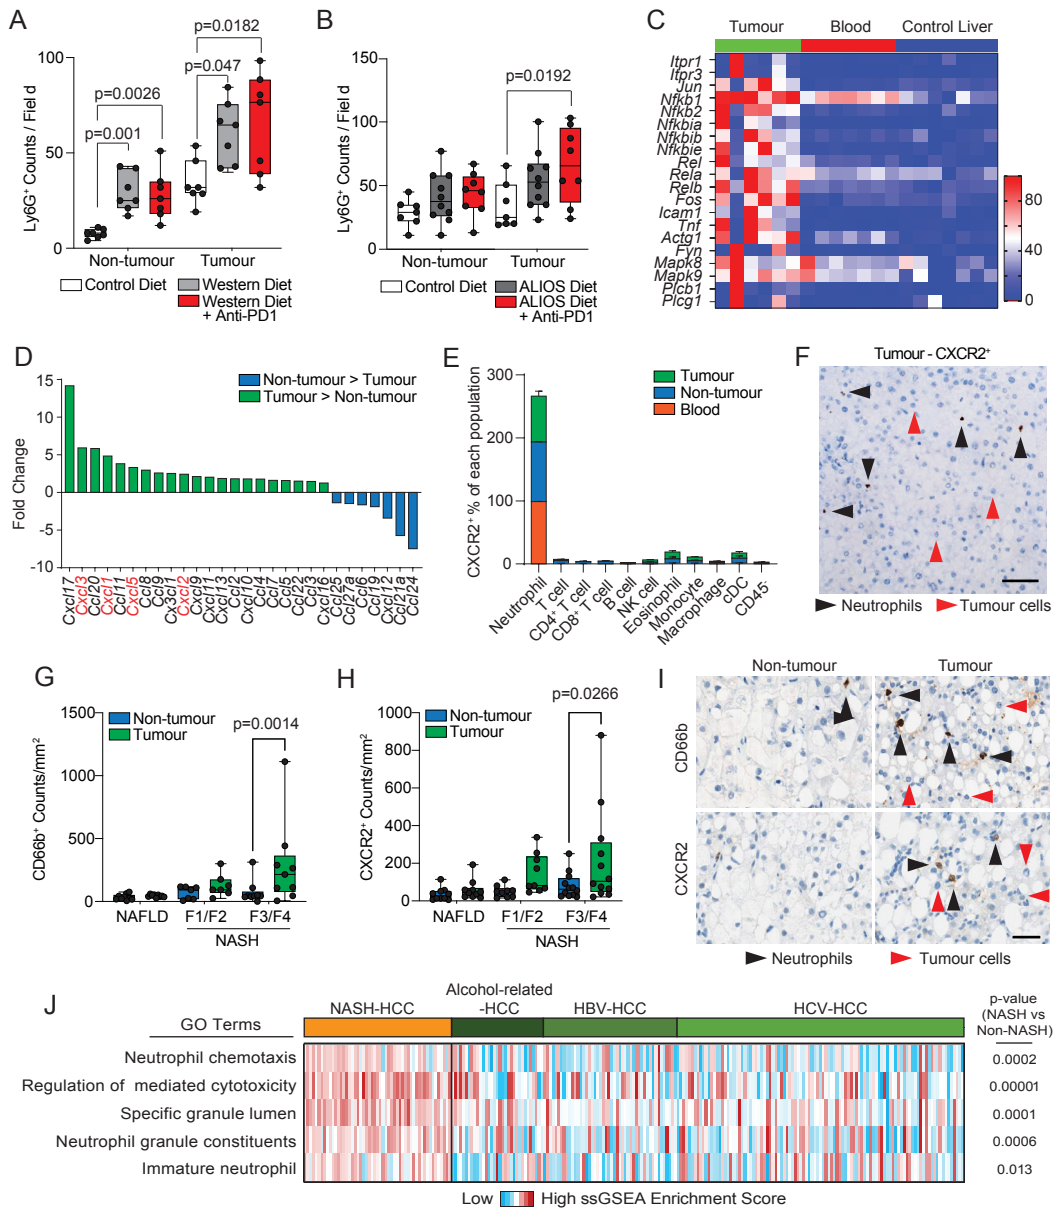 A
p=0.0182
p=0.047
p=0.0026
p=0.001
100
50
0
Ly6G+ Counts / Field
Non-tumour
Tumour
Control Diet
Western Diet
Western Diet
+ Anti-PD1
B
p=0.0192
150
100
50
0
Ly6G+ Counts / Field
Non-tumour
Tumour
Control Diet
ALIOS Diet
ALIOS Diet
+ Anti-PD1
C
Tumour
Blood
Control Liver
Itpr1
Itpr3
Jun
Nfkb1
Nfkb2
Nfkbia
Nfkbib
Nfkbie
Rel
Rela
Relb
Fos
Icam1
Tnf
Actg1
Fyn
Mapk8
Mapk9
Plcb1
Plcg1
80
60
40
20
0
D
15
10
5
0
-5
-10
Fold Change
Non-tumour > Tumour
Tumour > Non-tumour
Cxcl17
Cxcl3
Ccl20
Cxcl1
Ccl11
Cxcl5
Ccl8
Ccl9
Cx3cl1
Cxcl2
Cxcl9
Cxcl11
Cxcl13
Ccl2
Cxcl10
Ccl4
Ccl7
Ccl5
Ccl22
Ccl3
Cxcl16
Ccl25
Ccl27a
Ccl19
Cxcl12
Ccl21a
Ccl24
E
300
200
100
0
CXCR2+ % of each population
Tumour
Non-tumour
Blood
Neutrophil
T cell
CD4+ T cell
CD8+ T cell
B cell
NK cell
Eosinophil
Monocyte
Macrophage
cDC
CD45-
F
Tumour - CXCR2+
Neutrophils
Tumour cells
G
1500
1000
500
0
CD66b+ Counts/mm2
Non-tumour
Tumour
p=0.0014
NAFLD
F1/F2
F3/F4
NASH
H
1000
800
600
400
200
0
CXCR2+ Counts/mm2
Non-tumour
Tumour
p=0.0266
NAFLD
F1/F2
F3/F4
NASH
I
Non-tumour
Tumour
CD66b
CXCR2
Neutrophils
Tumour cells
J
GO Terms
NASH-HCC
Alcohol-related
-HCC
HBV-HCC
HCV-HCC
p-value
(NASH vs
Non-NASH)
Neutrophil chemotaxis
0.0002
Regulation of mediated cytotoxicity
0.00001
Specific granule lumen
0.0001
Neutrophil granule constituents
0.0006
Immature neutrophil
0.013
Low
High ssGSEA Enrichment Score